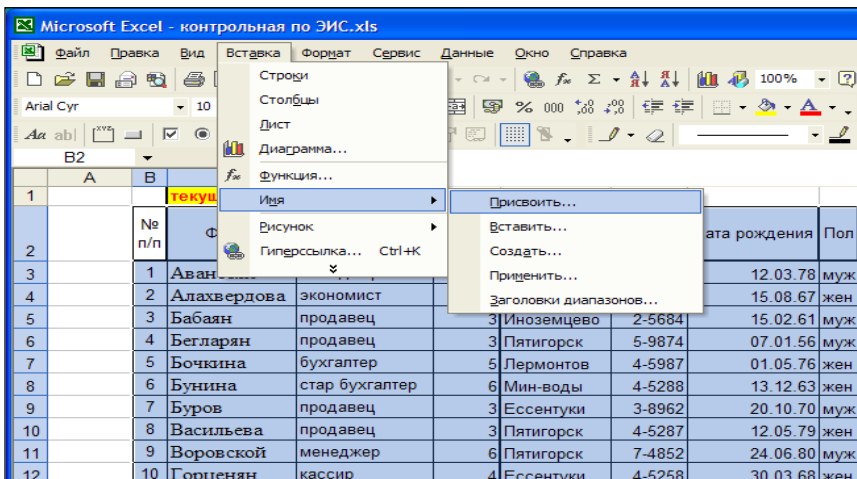 Microsoft Excel - контрольная по ЭИС.xls
Файл Правка Вид Вставка Формат Сервис Данные Окно Справка
100%
Arial Cyr 10 % 000
Aa ab| xyz
B2
Строки
Столбцы
Лист
Диаграмма...
Функция...
Имя
Рисунок
Гиперссылка... Ctrl+K
Присвоить...
Вставить...
Создать...
Применить...
Заголовки диапазонов...
A B
1 текущ
2 № п/п Ф ата рождения Пол
3 1 Аван 12.03.78 муж
4 2 Алахвердова экономист 15.08.67 жен
5 3 Бабаян продавец 3 Иноземцево 2-5684 15.02.61 муж
6 4 Бегларян продавец 3 Пятигорск 5-9874 07.01.56 муж
7 5 Бочкина бухгалтер 5 Лермонтов 4-5987 01.05.76 жен
8 6 Бунина стар бухгалтер 6 Мин-воды 4-5288 13.12.63 жен
9 7 Буров продавец 3 Ессентуки 3-8962 20.10.70 муж
10 8 Васильева продавец 3 Пятигорск 4-5287 12.05.79 жен
11 9 Воровской менеджер 6 Пятигорск 7-4852 24.06.80 муж
12 10 Горценян кассир 4 Ессентуки 4-5258 30.03.68 жен